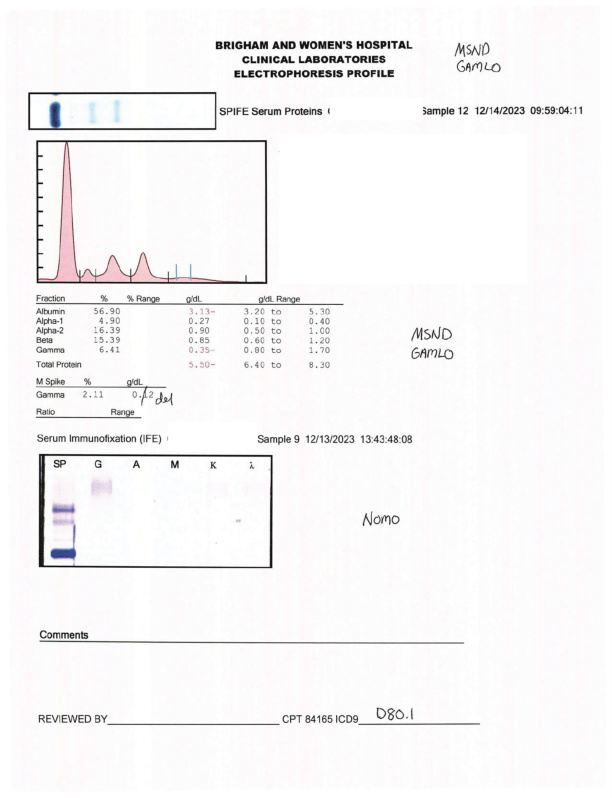 BRIGHAM AND WOMEN'S HOSPITAL
CLINICAL LABORATORIES
ELECTROPHORESIS PROFILE
MSND
GAMLO
SPIFE Serum Proteins
Sample 12 12/14/2023 09:59:04:11
Fraction % % Range g/dL g/dL Range
Albumin 56.90 3.13- 3.20 to 5.30
Alpha-1 4.90 0.27 0.10 to 0.40
Alpha-2 16.39 0.90 0.50 to 1.00
Beta 15.39 0.85 0.60 to 1.20
Gamma 6.41 0.35- 0.80 to 1.70
Total Protein 5.50- 6.40 to 8.30
MSND
GAMLO
M Spike % g/dL
Gamma 2.11 0.12 del
Ratio Range
Serum Immunofixation (IFE)
Sample 9 12/13/2023 13:43:48:08
SP G A M K λ
Nomo
Comments
REVIEWED BY CPT 84165 ICD9 D80.1